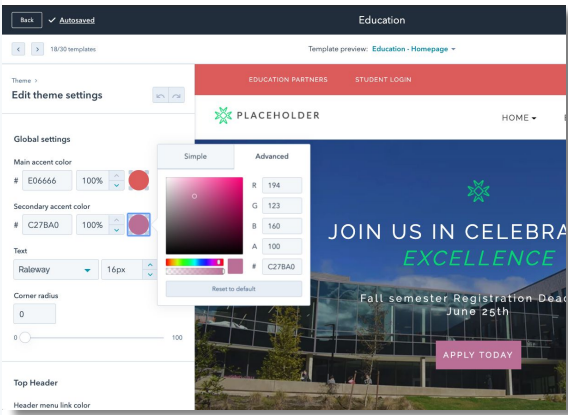 Back ✓ Autosaved
Education
18/30 templates
Template preview: Education - Homepage
Theme >
Edit theme settings
EDUCATION PARTNERS STUDENT LOGIN
PLACEHOLDER
HOME
Global settings
Main accent color
# E06666 100%
Secondary accent color
# C27BA0 100%
Text
Raleway 16px
Corner radius
0
0 100
Top Header
Header menu link color
Simple Advanced
R 194
G 123
B 160
A 100
# C27BA0
Reset to default
JOIN US IN CELEBRA
EXCELLENCE
Fall semester Registration Dead
June 25th
APPLY TODAY